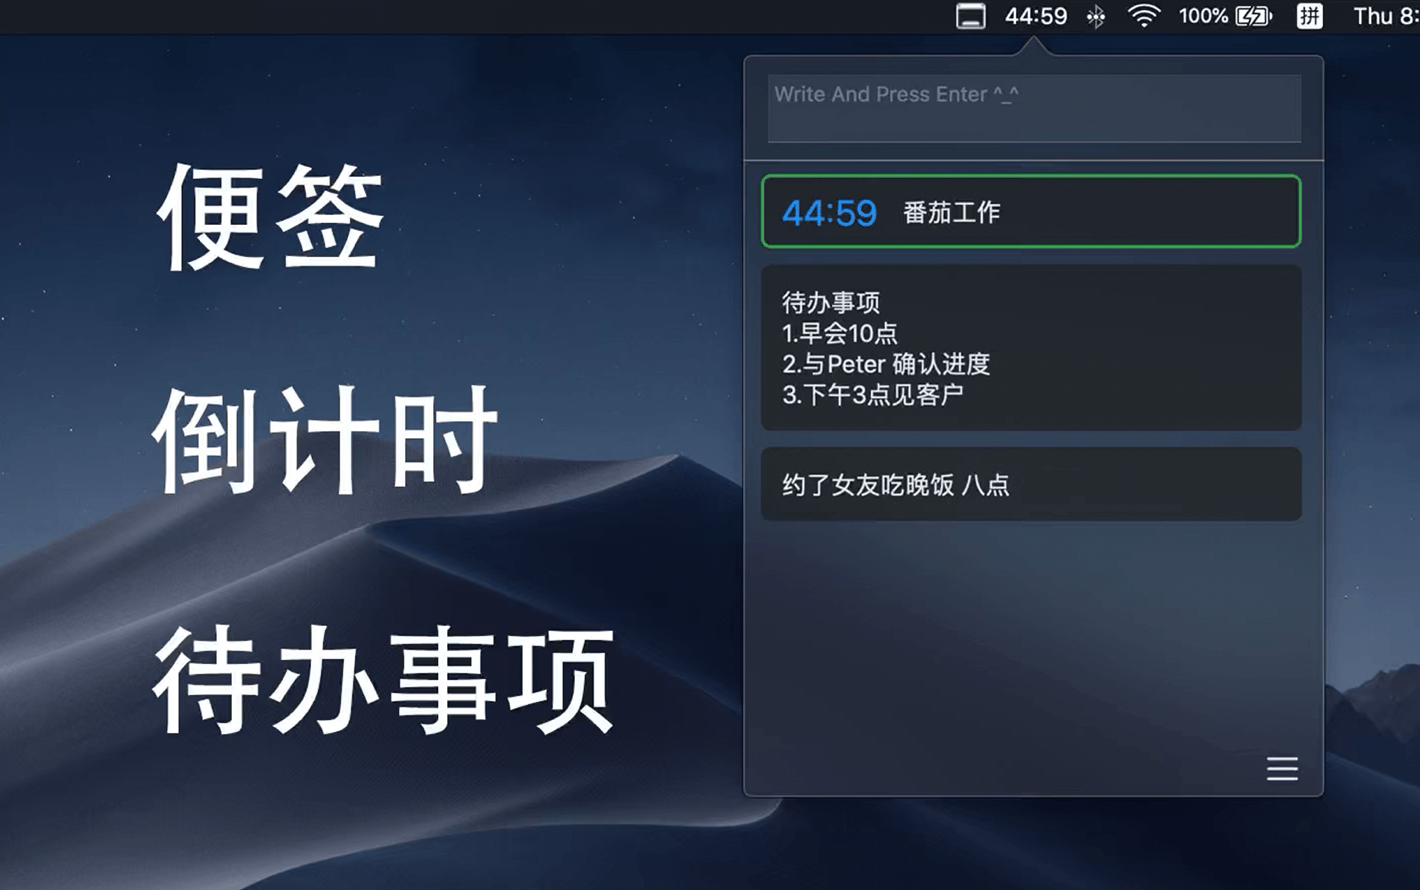 44:59 100% 拼 Thu 8:
便签
倒计时
待办事项
Write And Press Enter ^_^
44:59 番茄工作
待办事项
1.早会10点
2.与Peter 确认进度
3.下午3点见客户
约了女友吃晚饭 八点